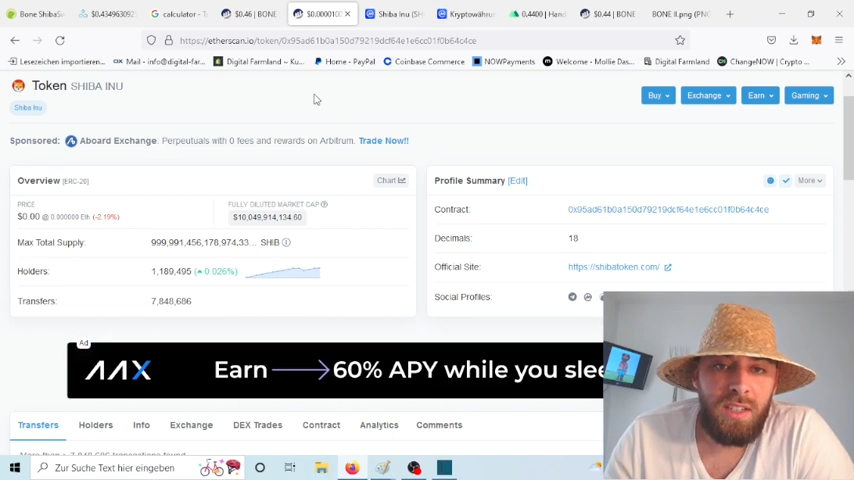 Bone ShibaS
$0.4349630925
calculator - 
$0.46 | BONE
$0.0000100
Shiba Inu (S
Kryptowähru
0.4400 | Hand
$0.44 | BONE
BONE II.png (PNG
https://etherscan.io/token/0x95ad61b0a150d79219dcf64e1e6cc01f0b64c4ce
Lesezeichen importieren...
Mail - info@digital-far...
Digital Farmland ~ Ku...
Home - PayPal
Coinbase Commerce
NOWPayments
Welcome - Mollie Das...
Digital Farmland
ChangeNOW | Crypto ...
Token SHIBA INU
Buy
Exchange
Earn
Gaming
Shiba Inu
Sponsored: Aboard Exchange: Perpetuals with 0 fees and rewards on Arbitrum. Trade Now!!
Overview [ERC-20]
Chart
PRICE
$0.00 @ 0.000000 Eth (-2.19%)
FULLY DILUTED MARKET CAP
$10,049,914,134.60
Max Total Supply:
999,991,456,178,974.33... SHIB
Holders:
1,189,495 (0.026%)
Transfers:
7,848,686
Profile Summary [Edit]
More
Contract:
0x95ad61b0a150d79219dcf64e1e6cc01f0b64c4ce
Decimals:
18
Official Site:
https://shibatoken.com/
Social Profiles:
Ad
AAX
Earn 60% APY while you slee
Transfers
Holders
Info
Exchange
DEX Trades
Contract
Analytics
Comments
Zur Suche Text hier eingeben